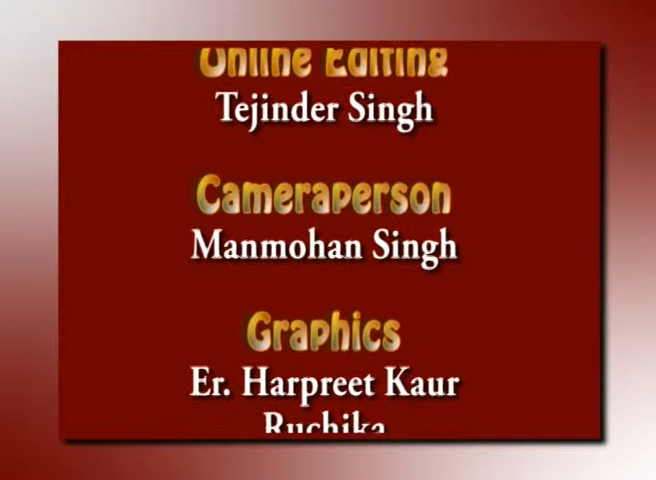 Online Editing
Tejinder Singh
Cameraperson
Manmohan Singh
Graphics
Er. Harpreet Kaur
Ruchika